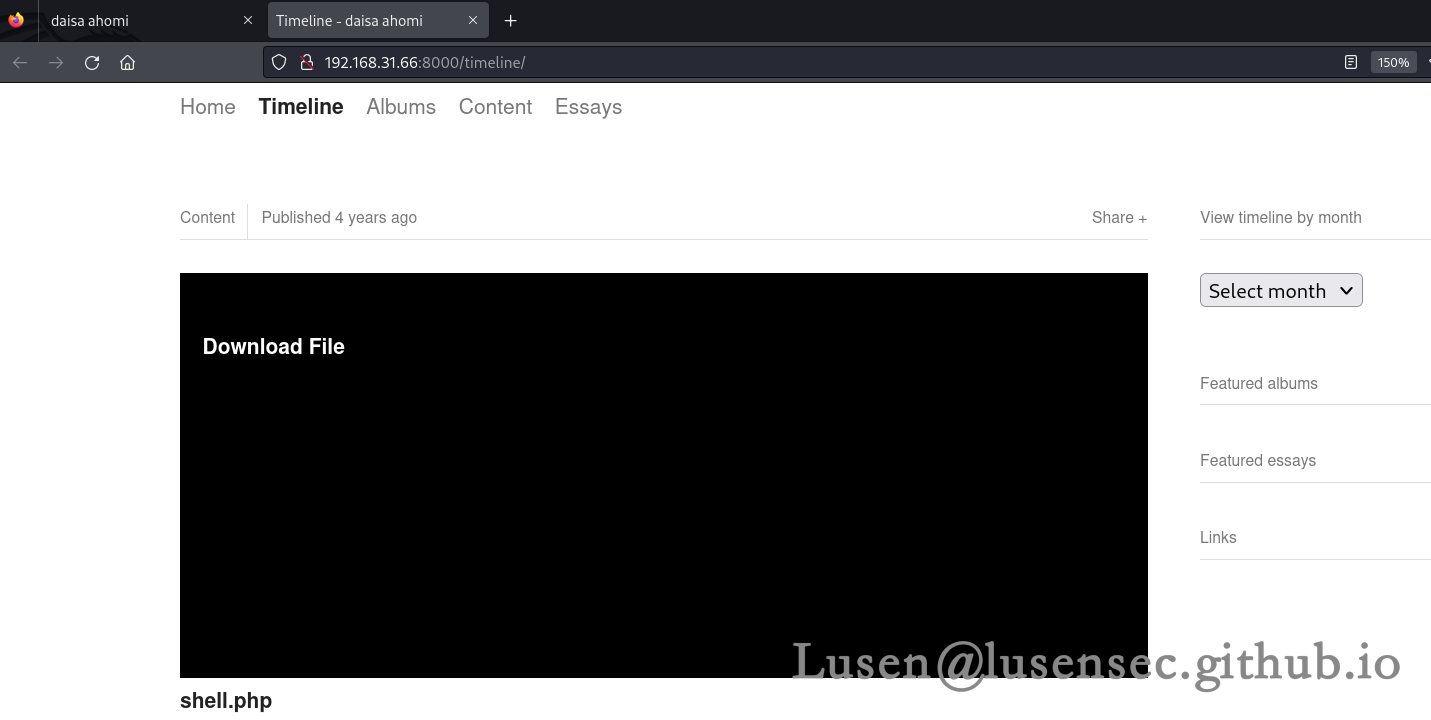 daisa ahomi
Timeline - daisa ahomi
192.168.31.66:8000/timeline/
150%
Home Timeline Albums Content Essays
Content Published 4 years ago Share +
View timeline by month
Download File
Select month
Featured albums
Featured essays
Links
Lusen@lusensec.github.io
shell.php